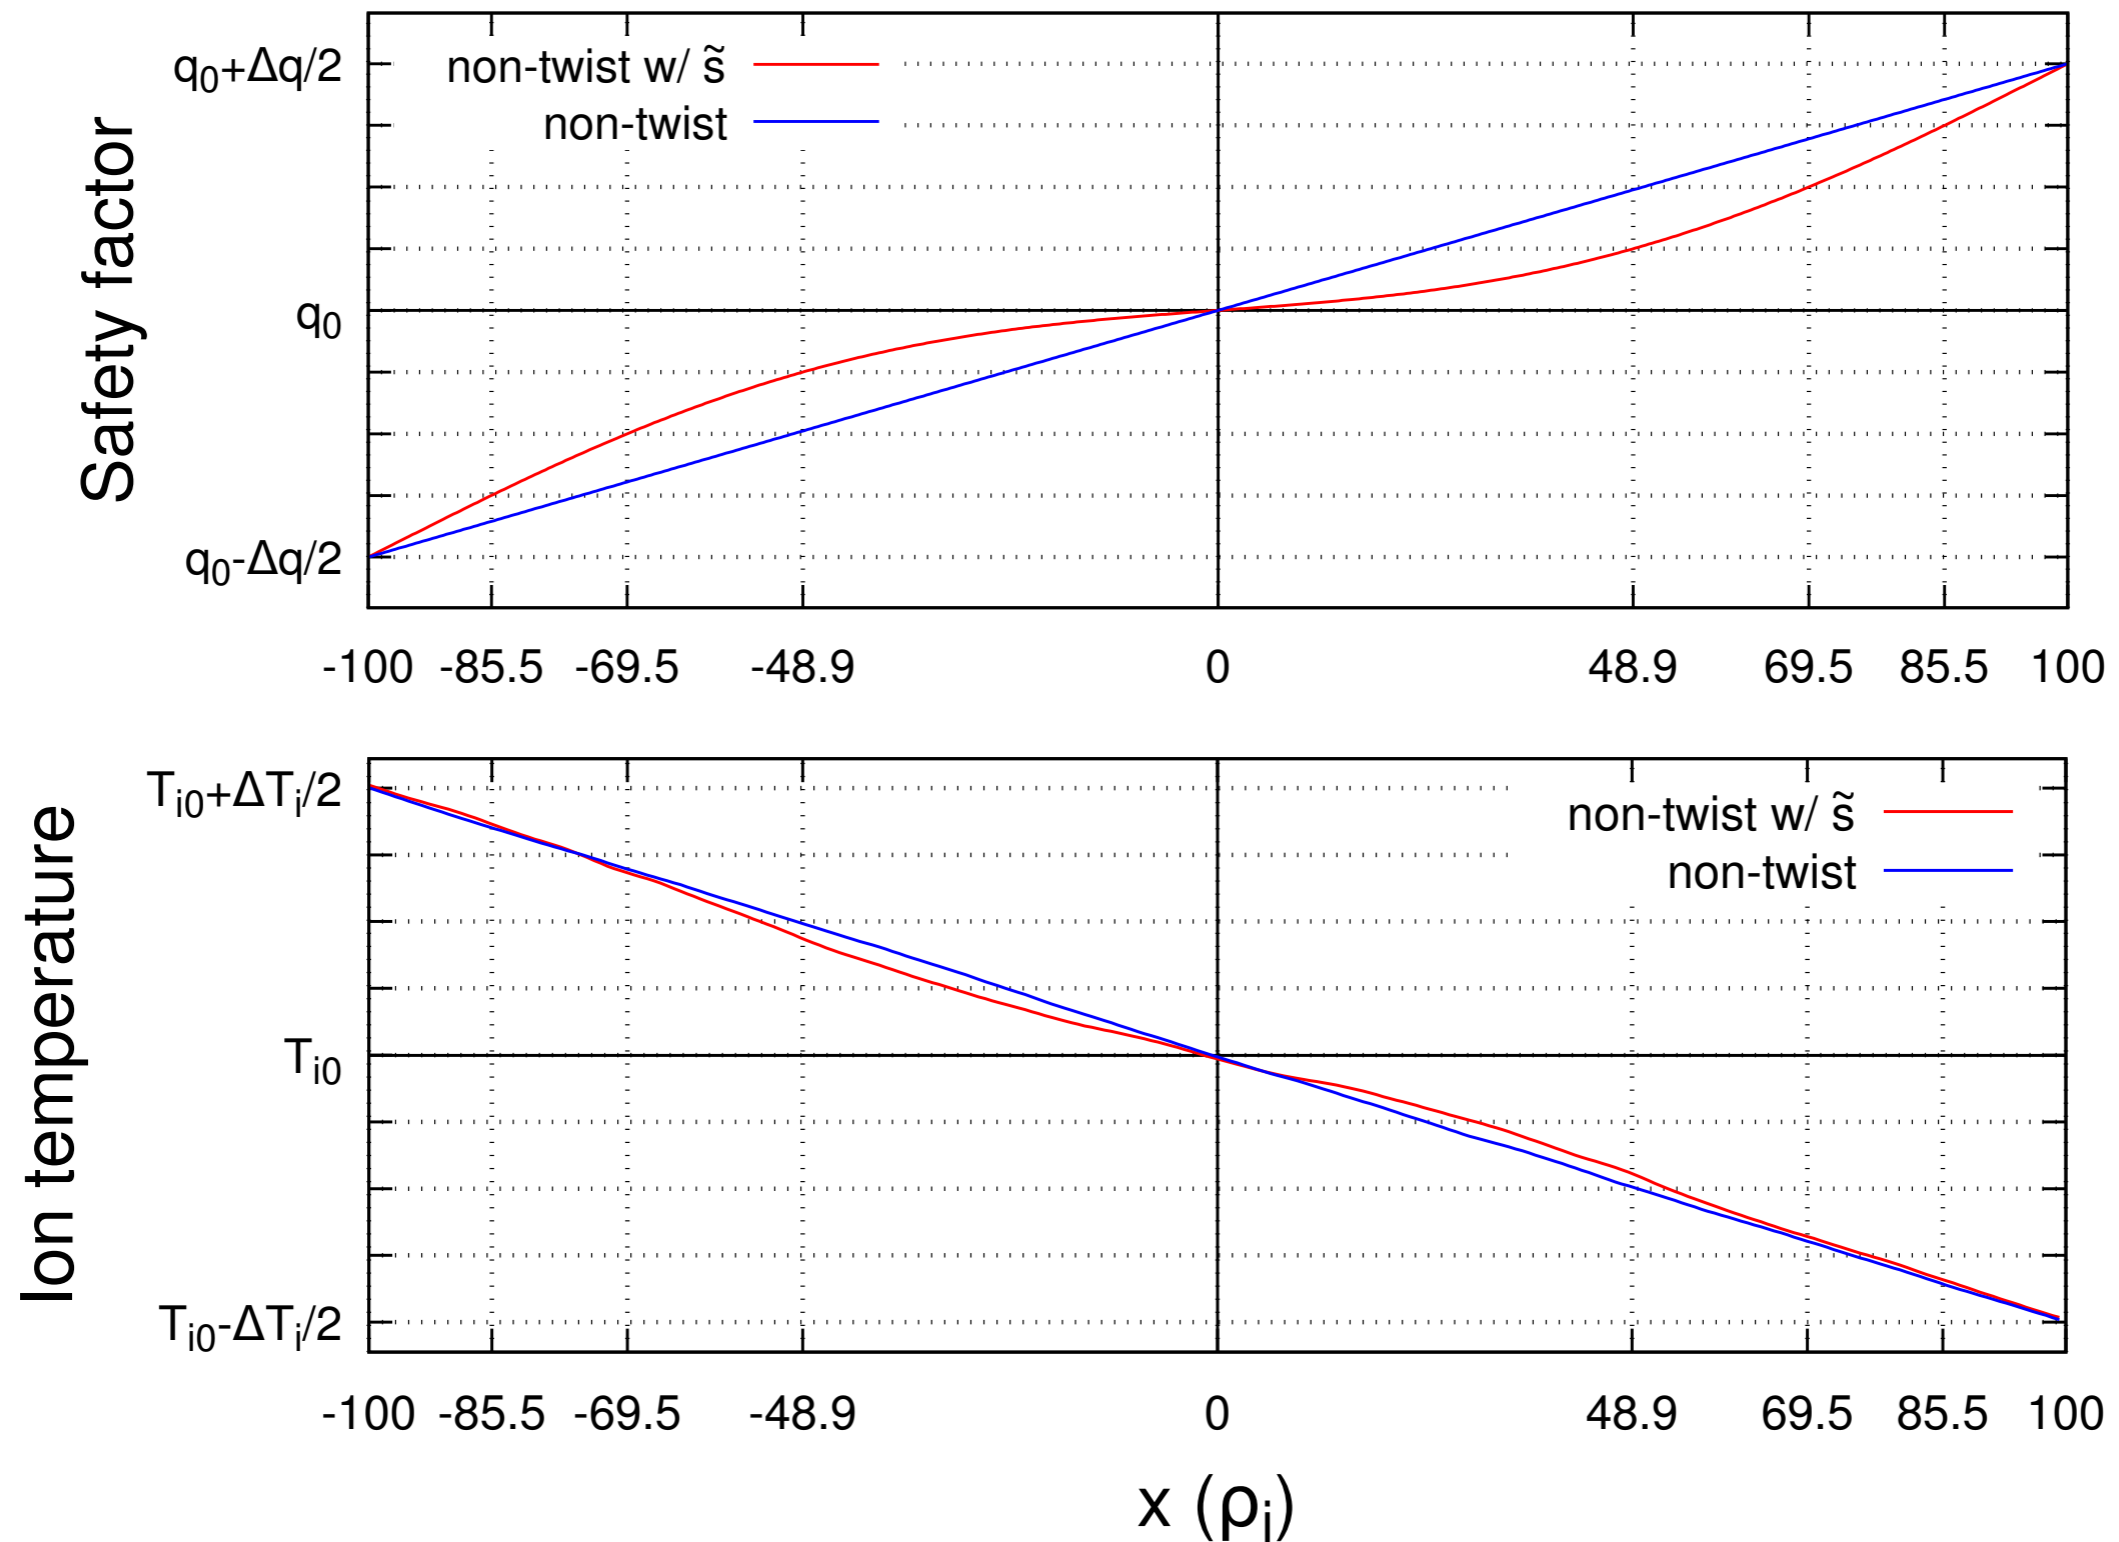 q0+Δq/2
non-twist w/ s̃
non-twist
Safety factor
q0
q0-Δq/2
-100 -85.5 -69.5 -48.9 0 48.9 69.5 85.5 100
Ti0+ΔTi/2
non-twist w/ s̃
non-twist
Ion temperature
Ti0
Ti0-ΔTi/2
-100 -85.5 -69.5 -48.9 0 48.9 69.5 85.5 100
x (ρi)